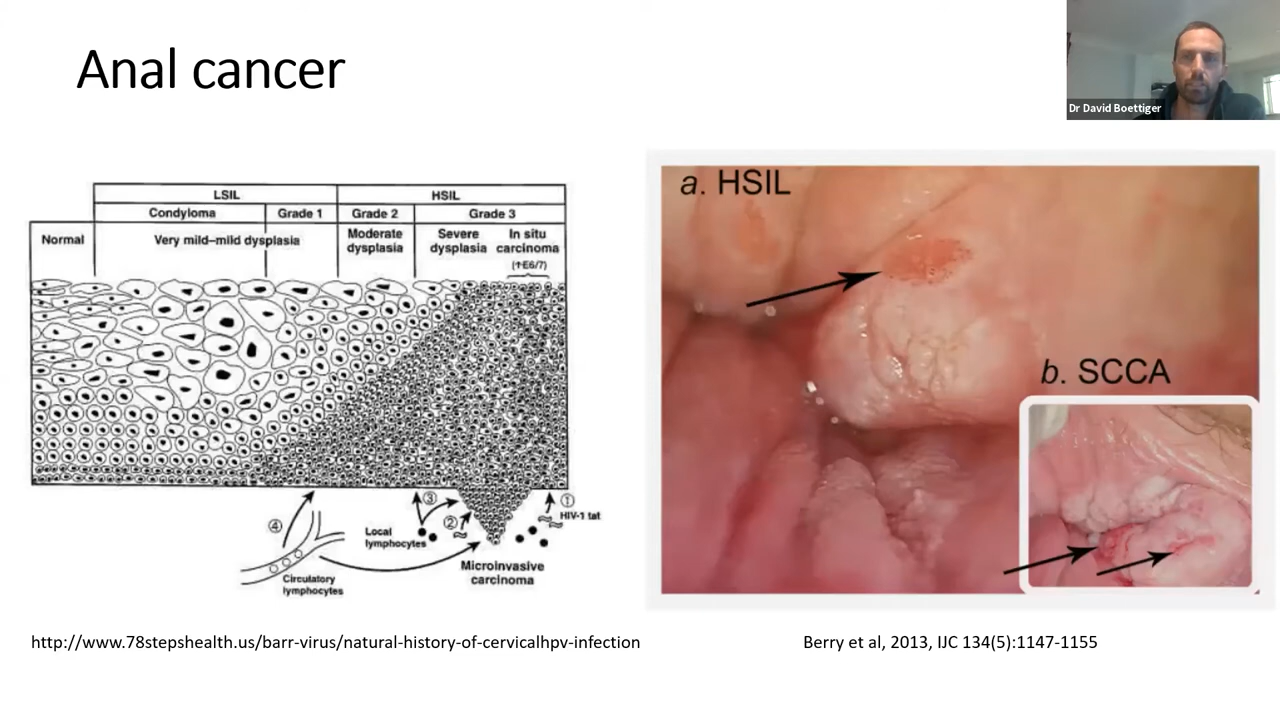 Anal cancer
Dr David Boettiger
LSIL
HSIL
Condyloma
Grade 1
Grade 2
Grade 3
Normal
Very mild–mild dysplasia
Moderate
dysplasia
Severe
dysplasia
In situ
carcinoma
(↑E6/7)
④
③
②
①
HIV-1 tat
Local
lymphocytes
Circulatory
lymphocytes
Microinvasive
carcinoma
a. HSIL
b. SCCA
http://www.78stepshealth.us/barr-virus/natural-history-of-cervicalhpv-infection
Berry et al, 2013, IJC 134(5):1147-1155